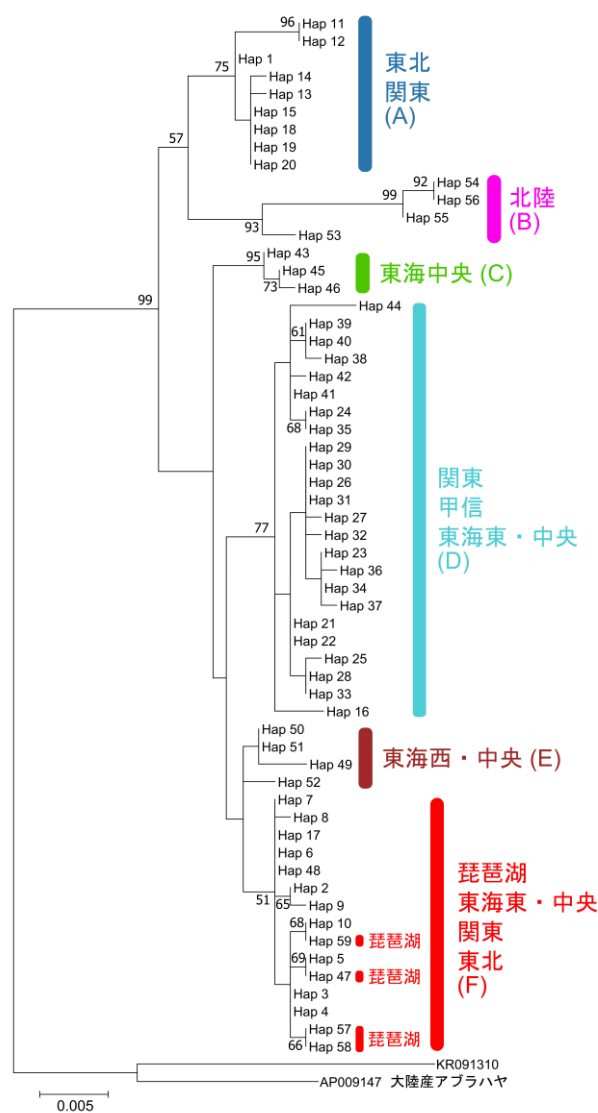 96
Hap 11
Hap 12
75
Hap 1
Hap 14
Hap 13
Hap 15
Hap 18
Hap 19
Hap 20
東北
関東
(A)
57
92
Hap 54
99
Hap 56
Hap 55
93
Hap 53
北陸
(B)
95
Hap 43
Hap 45
73
Hap 46
東海中央 (C)
99
Hap 44
61
Hap 39
Hap 40
Hap 38
Hap 42
Hap 41
Hap 24
68
Hap 35
Hap 29
Hap 30
Hap 26
Hap 31
Hap 27
77
Hap 32
Hap 23
Hap 36
Hap 34
Hap 37
Hap 21
Hap 22
Hap 25
Hap 28
Hap 33
Hap 16
関東
甲信
東海東・中央
(D)
Hap 50
Hap 51
Hap 49
Hap 52
東海西・中央 (E)
Hap 7
Hap 8
Hap 17
Hap 6
Hap 48
51
Hap 2
65
Hap 9
68
Hap 10
Hap 59
琵琶湖
69
Hap 5
Hap 47
琵琶湖
Hap 3
Hap 4
Hap 57
琵琶湖
66
Hap 58
琵琶湖
東海東・中央
関東
東北
(F)
KR091310
AP009147 大陸産アブラハヤ
0.005